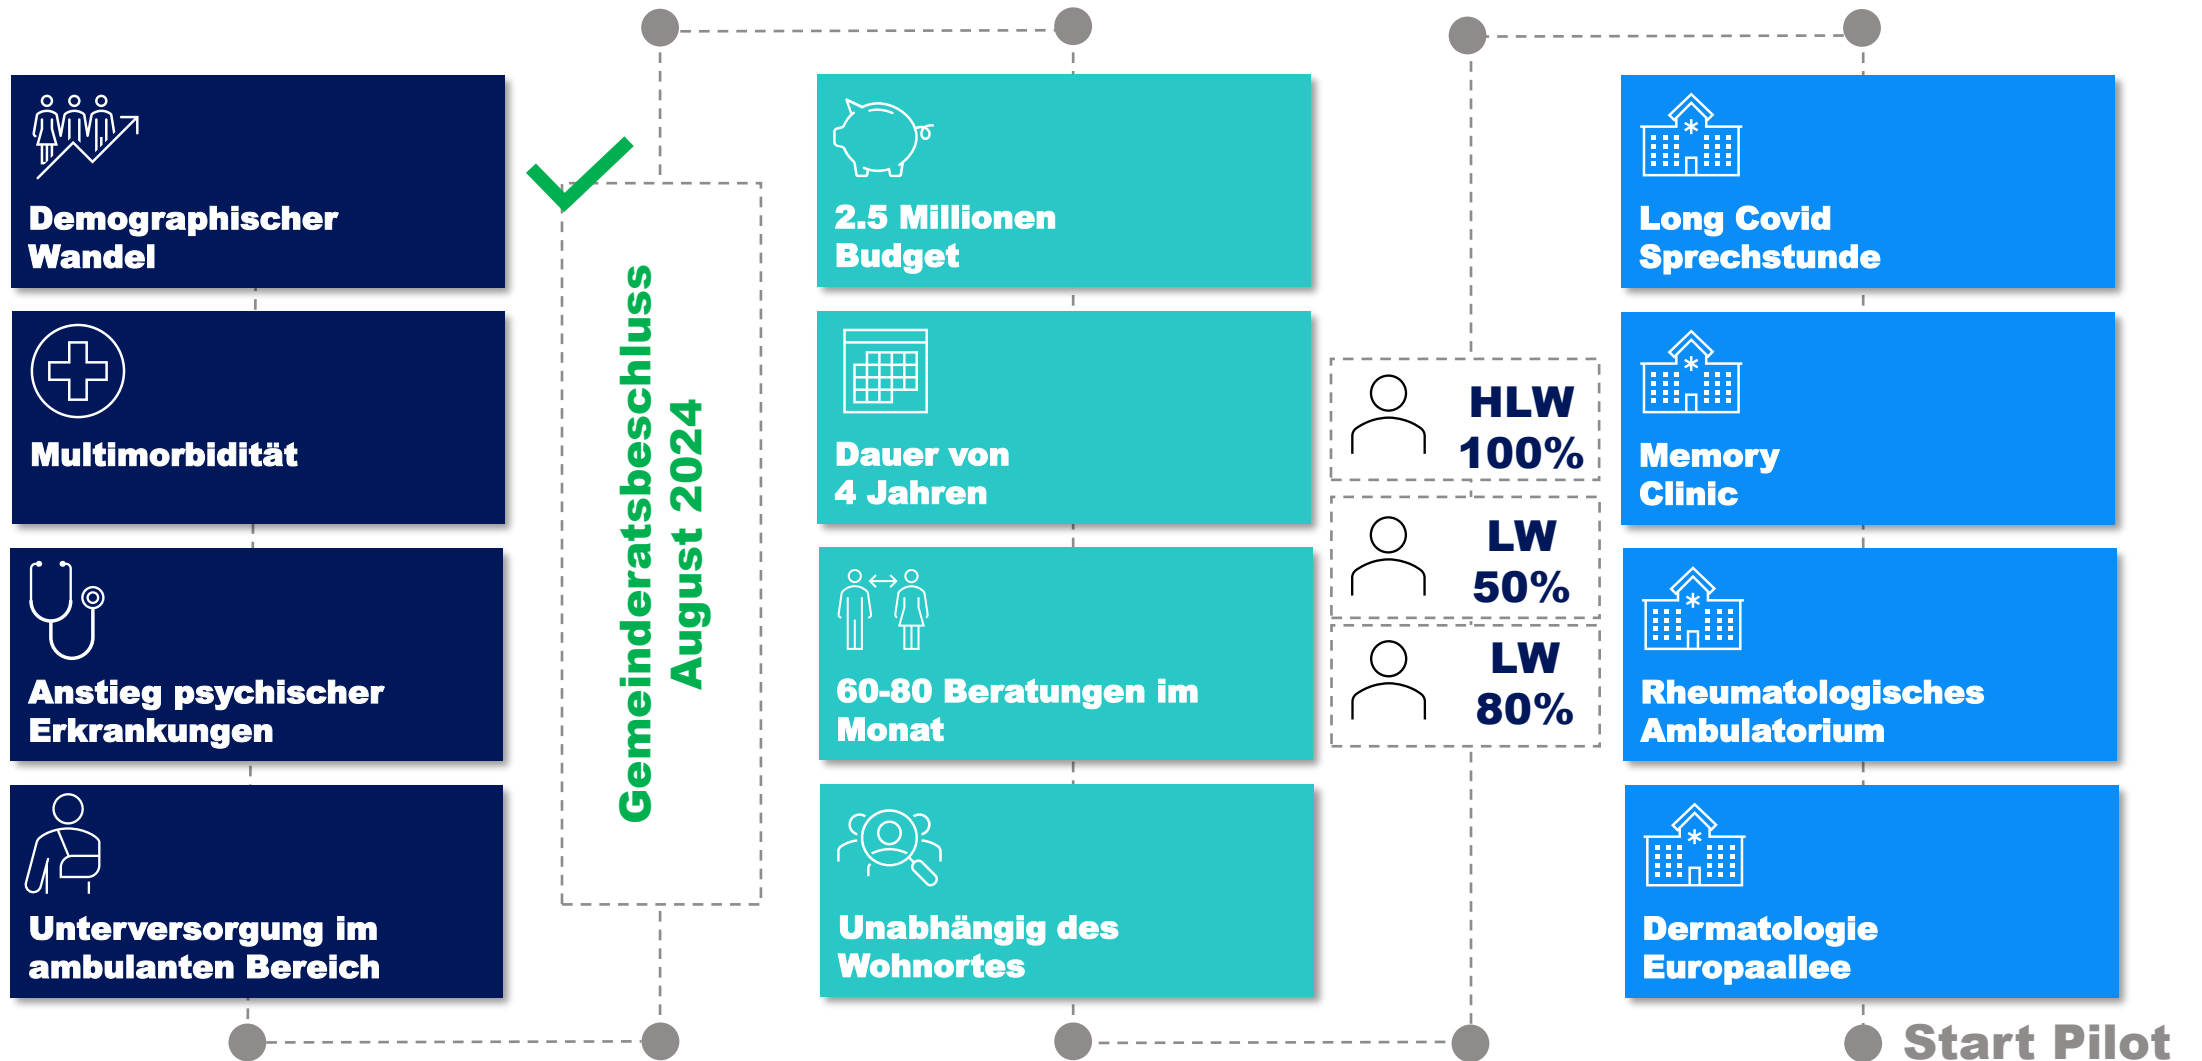 Demographischer
Wandel
Multimorbidität
Anstieg psychischer
Erkrankungen
Unterversorgung im
ambulanten Bereich
Gemeinderatsbeschluss
August 2024
2.5 Millionen
Budget
Dauer von
4 Jahren
60-80 Beratungen im
Monat
Unabhängig des
Wohnortes
HLW
100%
LW
50%
LW
80%
Long Covid
Sprechstunde
Memory
Clinic
Rheumatologisches
Ambulatorium
Dermatologie
Europaallee
Start Pilot